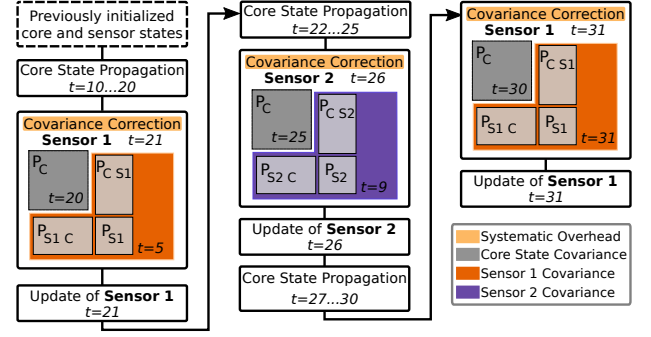 Previously initialized
core and sensor states
Core State Propagation
t=10...20
Covariance Correction
Sensor 1 t=21
P_C
P_C S1
t=20
P_S1 C
P_S1
t=5
Update of Sensor 1
t=21
Core State Propagation
t=22...25
Covariance Correction
Sensor 2 t=26
P_C
P_C S2
t=25
P_S2 C
P_S2
t=9
Update of Sensor 2
t=26
Core State Propagation
t=27...30
Covariance Correction
Sensor 1 t=31
P_C
P_C S1
t=30
P_S1 C
P_S1
t=31
Update of Sensor 1
t=31
Systematic Overhead
Core State Covariance
Sensor 1 Covariance
Sensor 2 Covariance